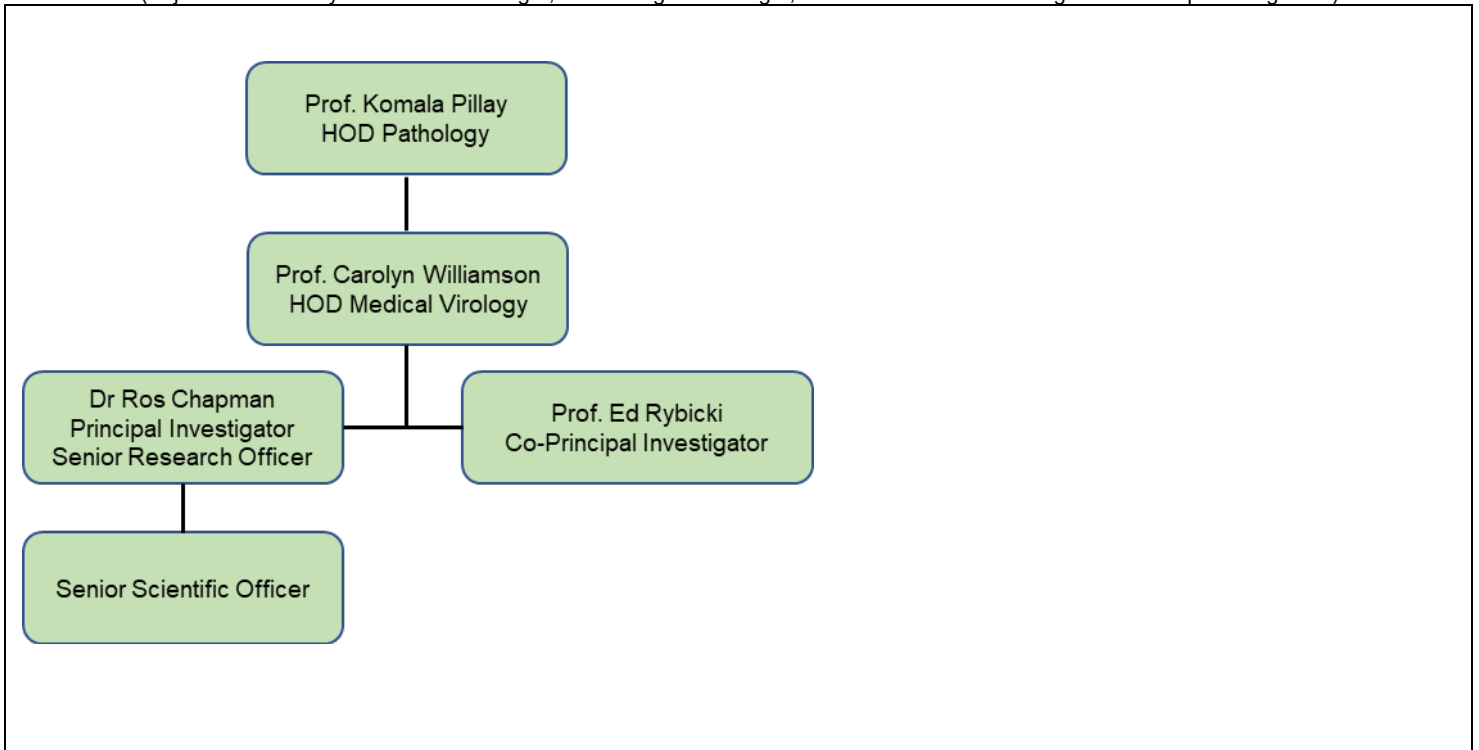 Prof. Komala Pillay
HOD Pathology
Prof. Carolyn Williamson
HOD Medical Virology
Dr Ros Chapman
Principal Investigator
Senior Research Officer
Prof. Ed Rybicki
Co-Principal Investigator
Senior Scientific Officer